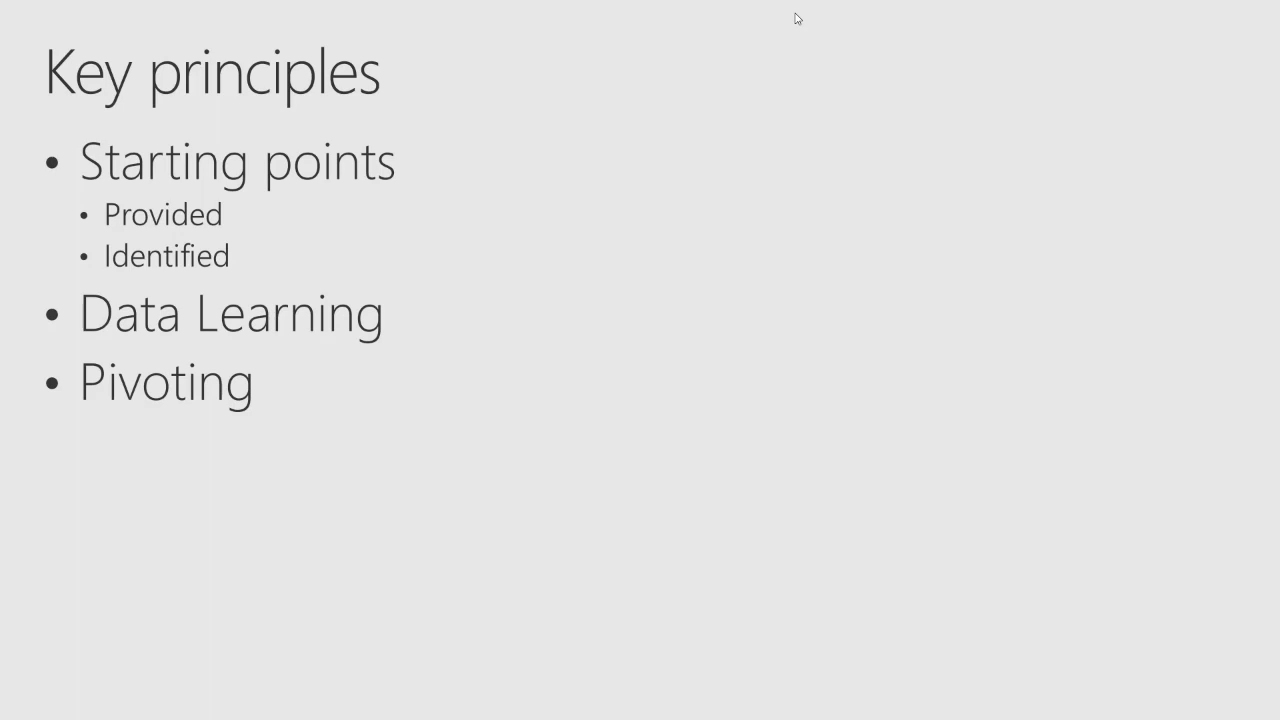 Key principles
• Starting points
• Provided
• Identified
• Data Learning
• Pivoting